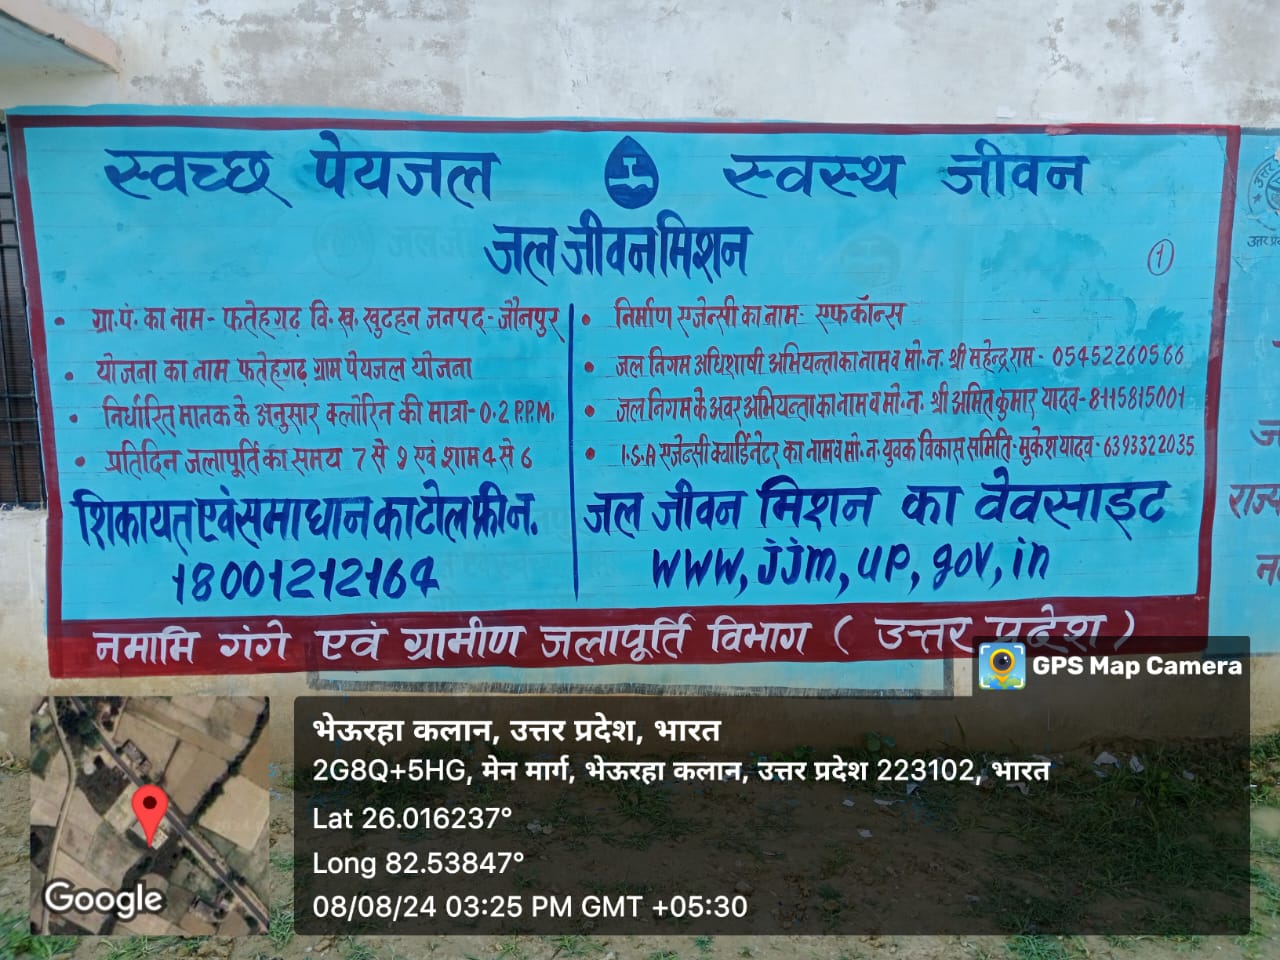 स्वच्छ पेयजल स्वस्थ जीवन
जल जीवन मिशन
1
• ग्रा.पं. का नाम - फतेहगढ़ वि. ख. खुटहन जनपद - जौनपुर
• योजना का नाम फतेहगढ़ ग्राम पेयजल योजना
• निर्धारित मानक के अनुसार क्लोरिन की मात्रा - 0.2 P.P.M.
• प्रतिदिन जलापूर्ति का समय 7 से 9 एवं शाम 4 से 6
शिकायत एवं समाधान का टोल फ्री न.
18001212164
• निर्माण एजेन्सी का नाम - एफकॉन्स
• जल निगम अधिशाषी अभियन्ता का नाम व मो. न. श्री महेन्द्र राम - 05452260566
• जल निगम के अवर अभियन्ता का नाम व मो. न. श्री अमित कुमार यादव - 8115815001
• I.S.A एजेन्सी क्वार्डिनेटर का नाम व मो. न. युवक विकास समिति - मुकेश यादव - 6393322035
जल जीवन मिशन का वेवसाइट
www, jjm, up, gov, in
नमामि गंगे एवं ग्रामीण जलापूर्ति विभाग ( उत्तर प्रदेश )
राज्य
GPS Map Camera
भेऊरहा कलान, उत्तर प्रदेश, भारत
2G8Q+5HG, मेन मार्ग, भेऊरहा कलान, उत्तर प्रदेश 223102, भारत
Lat 26.016237°
Long 82.53847°
08/08/24 03:25 PM GMT +05:30
Google